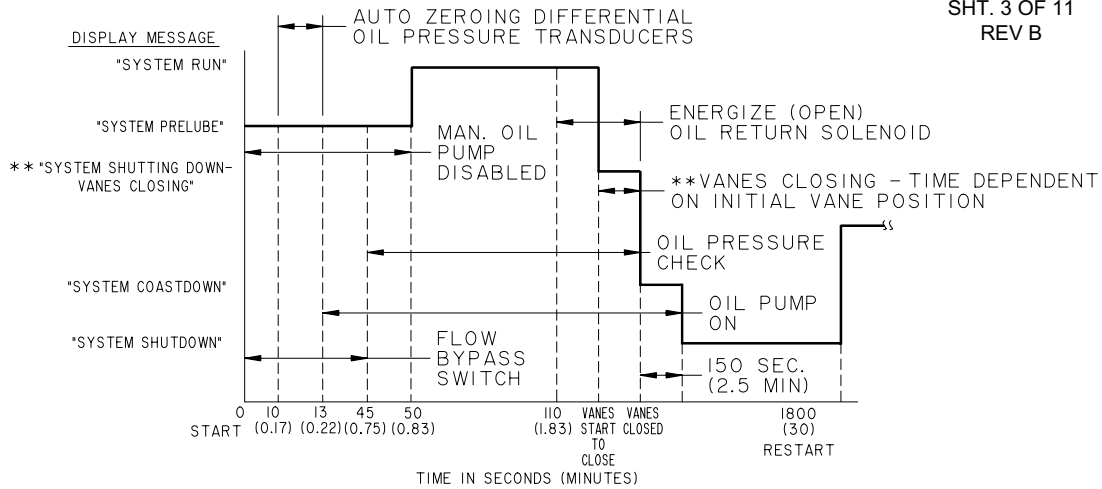 SHT. 3 OF 11
REV B
AUTO ZEROING DIFFERENTIAL
OIL PRESSURE TRANSDUCERS
DISPLAY MESSAGE
"SYSTEM RUN"
ENERGIZE (OPEN)
OIL RETURN SOLENOID
"SYSTEM PRELUBE"
MAN. OIL
PUMP
DISABLED
** "SYSTEM SHUTTING DOWN-
VANES CLOSING"
**VANES CLOSING - TIME DEPENDENT
ON INITIAL VANE POSITION
OIL PRESSURE
CHECK
"SYSTEM COASTDOWN"
OIL PUMP
ON
"SYSTEM SHUTDOWN"
FLOW
BYPASS
SWITCH
150 SEC.
(2.5 MIN)
0 10 13 45 50 110 VANES VANES 1800
START (0.17) (0.22) (0.75) (0.83) (1.83) START CLOSED (30)
TO RESTART
CLOSE
TIME IN SECONDS (MINUTES)